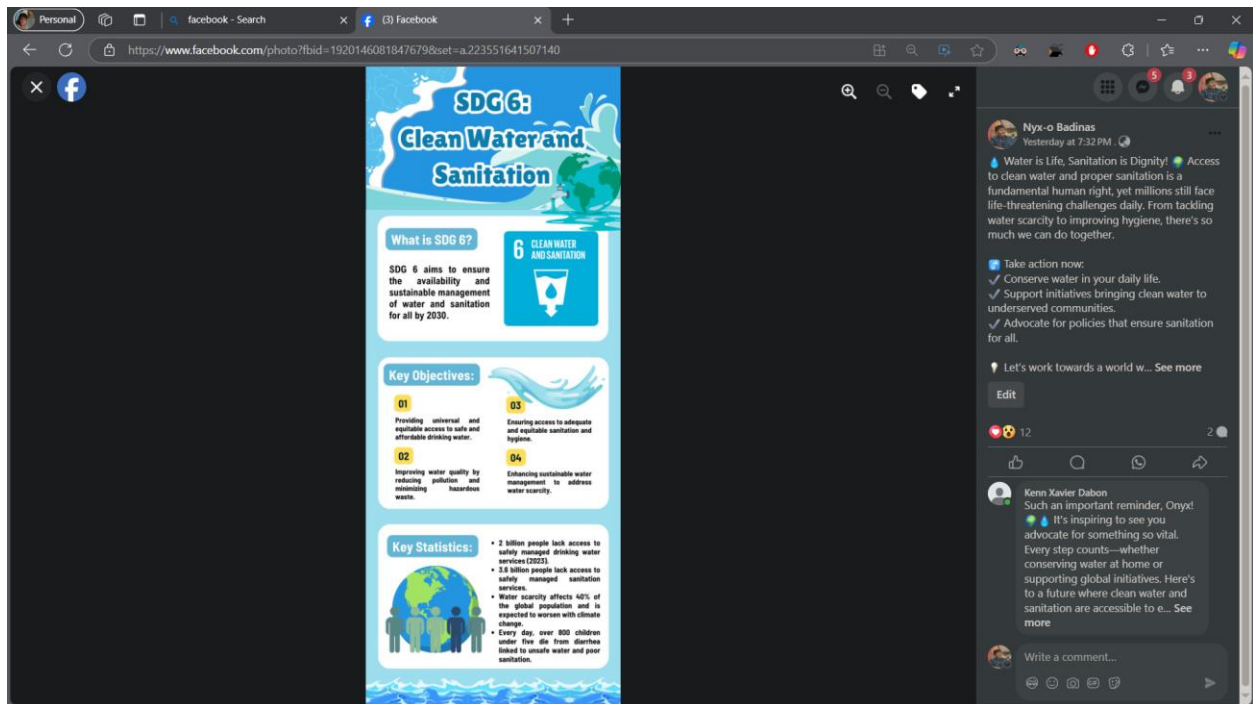 Personal
facebook - Search
(3) Facebook
https://www.facebook.com/photo?fbid=1920146081847679&set=a.223551641507140
SDG 6:
Clean Water and
Sanitation
What is SDG 6?
SDG 6 aims to ensure
the availability and
sustainable management
of water and sanitation
for all by 2030.
6 CLEAN WATER
AND SANITATION
Key Objectives:
01
Providing universal and
equitable access to safe and
affordable drinking water.
02
Improving water quality by
reducing pollution and
minimizing hazardous
waste.
03
Ensuring access to adequate
and equitable sanitation and
hygiene.
04
Enhancing sustainable water
management to address
water scarcity.
Key Statistics:
• 2 billion people lack access to
safely managed drinking water
services (2023).
• 3.6 billion people lack access to
safely managed sanitation
services.
• Water scarcity affects 40% of
the global population and is
expected to worsen with climate
change.
• Every day, over 800 children
under five die from diarrhea
linked to unsafe water and poor
sanitation.
5
3
Nyx-o Badinas
Yesterday at 7:32 PM ·
💧 Water is Life, Sanitation is Dignity! 🌍 Access
to clean water and proper sanitation is a
fundamental human right, yet millions still face
life-threatening challenges daily. From tackling
water scarcity to improving hygiene, there's so
much we can do together.
🚰 Take action now:
✓ Conserve water in your daily life.
✓ Support initiatives bringing clean water to
underserved communities.
✓ Advocate for policies that ensure sanitation
for all.
💡 Let's work towards a world w... See more
Edit
12
2
Kenn Xavier Dabon
Such an important reminder, Onyx!
🌍💧 It's inspiring to see you
advocate for something so vital.
Every step counts—whether
conserving water at home or
supporting global initiatives. Here's
to a future where clean water and
sanitation are accessible to e... See
more
Write a comment...